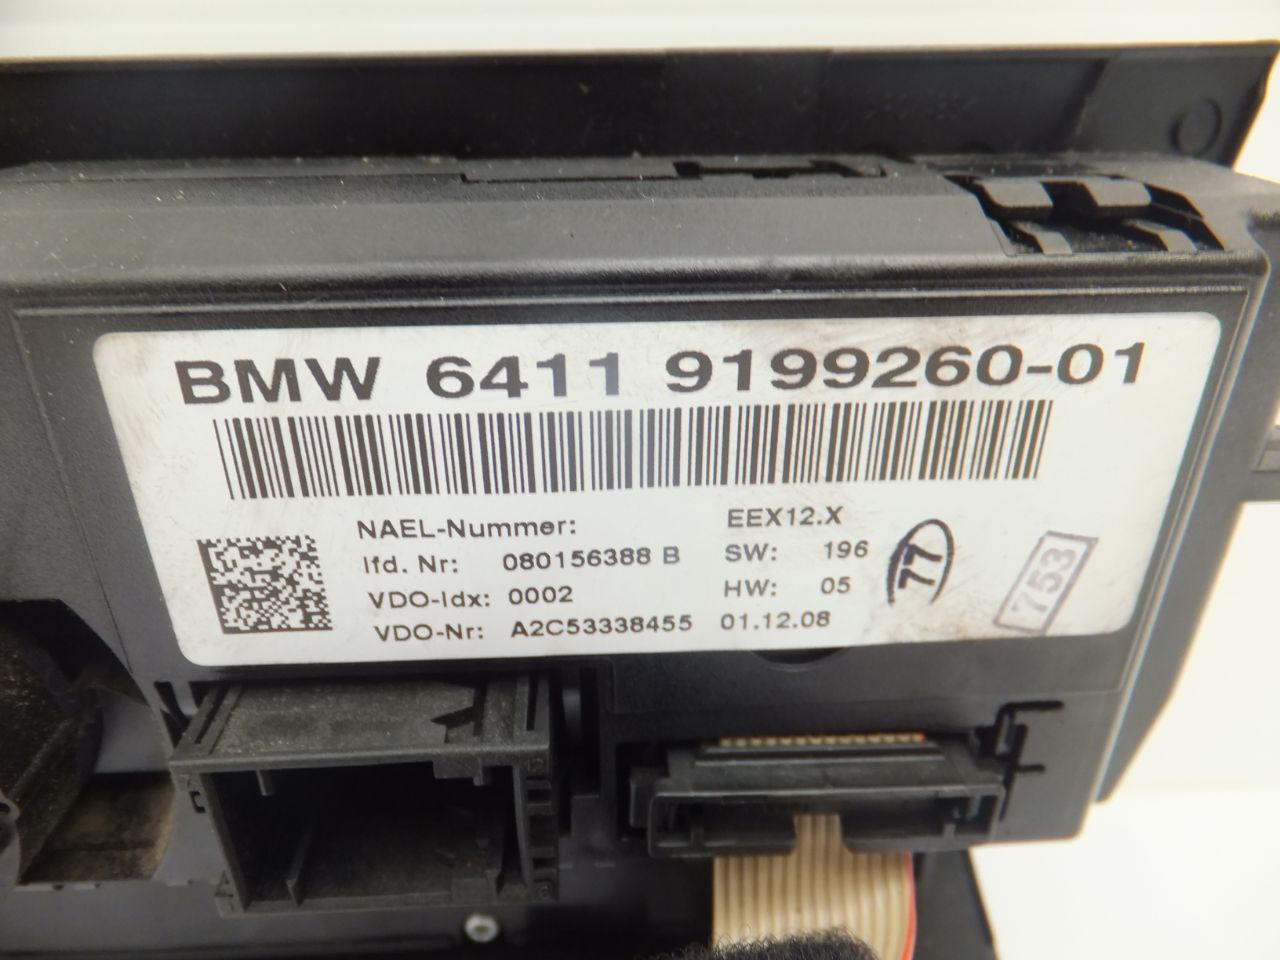 BMW 6411 9199260-01
NAEL-Nummer: EEX12.X
lfd. Nr: 080156388 B SW: 196
VDO-Idx: 0002 HW: 05
VDO-Nr: A2C53338455 01.12.08
77
753